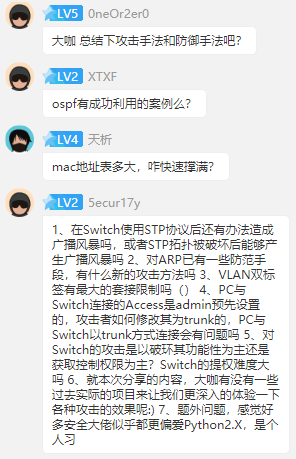 LV5 0neOr2er0
大咖 总结下攻击手法和防御手法吧？
LV2 XTXF
ospf有成功利用的案例么？
LV4 天析
mac地址表多大，咋快速撑满？
LV2 5ecur17y
1、在Switch使用STP协议后还有办法造成
广播风暴吗，或者STP拓扑被破坏后能够产
生广播风暴吗 2、对ARP已有一些防范手
段，有什么新的攻击方法吗 3、VLAN双标
签有最大的套接限制吗（） 4、PC与
Switch连接的Access是admin预先设置
的，攻击者如何修改其为trunk的，PC与
Switch以trunk方式连接会有问题吗 5、对
Switch的攻击是以破环其功能性为主还是
获取控制权限为主？Switch的提权难度大
吗 6、就本次分享的内容，大咖有没有一些
过去实际的项目来让我们更深入的体验一下
各种攻击的效果呢:) 7、题外问题，感觉好
多安全大佬似乎都更偏爱Python2.X，是个
人习